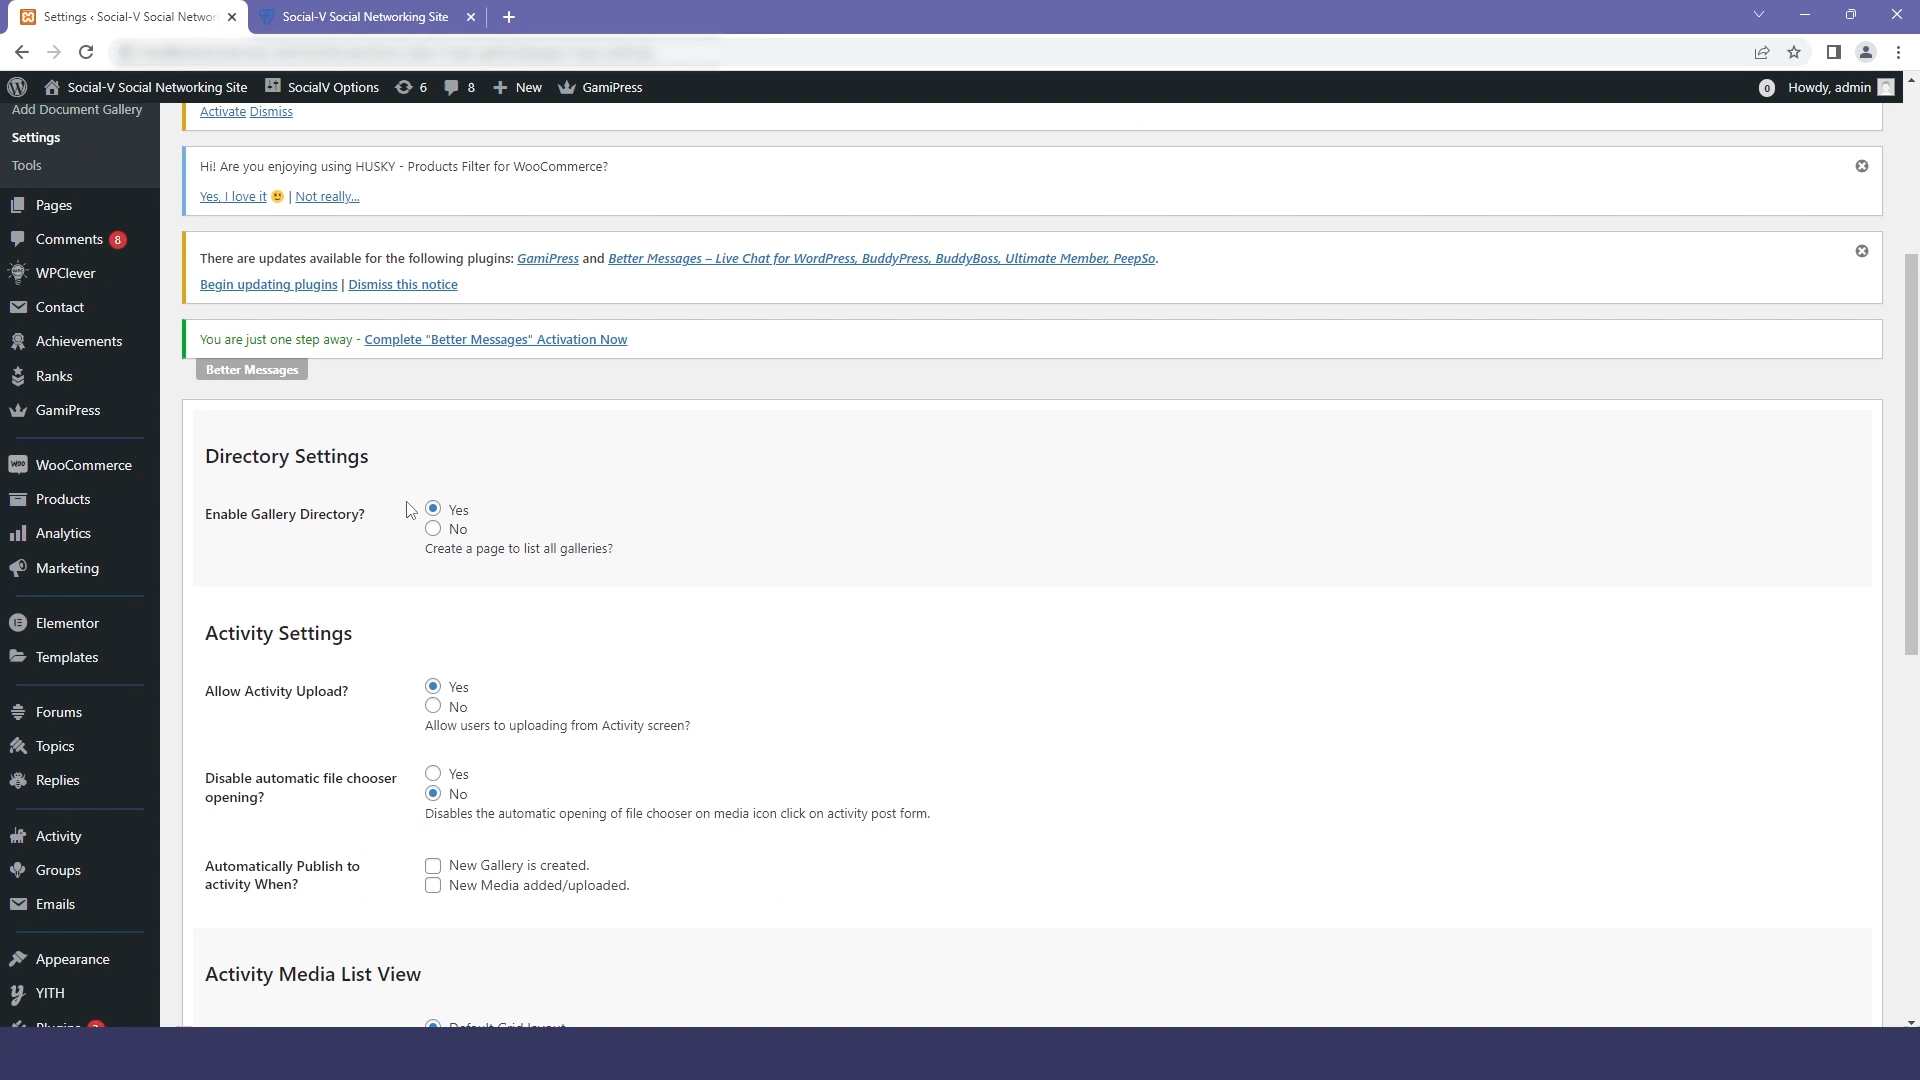 Settings ‹ Social-V Social Networ
Social-V Social Networking Site
Social-V Social Networking Site
SocialV Options
6
8
New
GamiPress
0
Howdy, admin
Add Document Gallery
Settings
Tools
Pages
Comments 8
WPClever
Contact
Achievements
Ranks
GamiPress
WOO
WooCommerce
Products
Analytics
Marketing
Elementor
Templates
Forums
Topics
Replies
Activity
Groups
Emails
Appearance
YITH
Activate Dismiss
Hi! Are you enjoying using HUSKY - Products Filter for WooCommerce?
Yes, I love it | Not really...
There are updates available for the following plugins: GamiPress and Better Messages – Live Chat for WordPress, BuddyPress, BuddyBoss, Ultimate Member, PeepSo.
Begin updating plugins | Dismiss this notice
You are just one step away - Complete "Better Messages" Activation Now
Better Messages
Directory Settings
Enable Gallery Directory?
Yes
No
Create a page to list all galleries?
Activity Settings
Allow Activity Upload?
Yes
No
Allow users to uploading from Activity screen?
Disable automatic file chooser
opening?
Yes
No
Disables the automatic opening of file chooser on media icon click on activity post form.
Automatically Publish to
activity When?
New Gallery is created.
New Media added/uploaded.
Activity Media List View
Default Grid layout